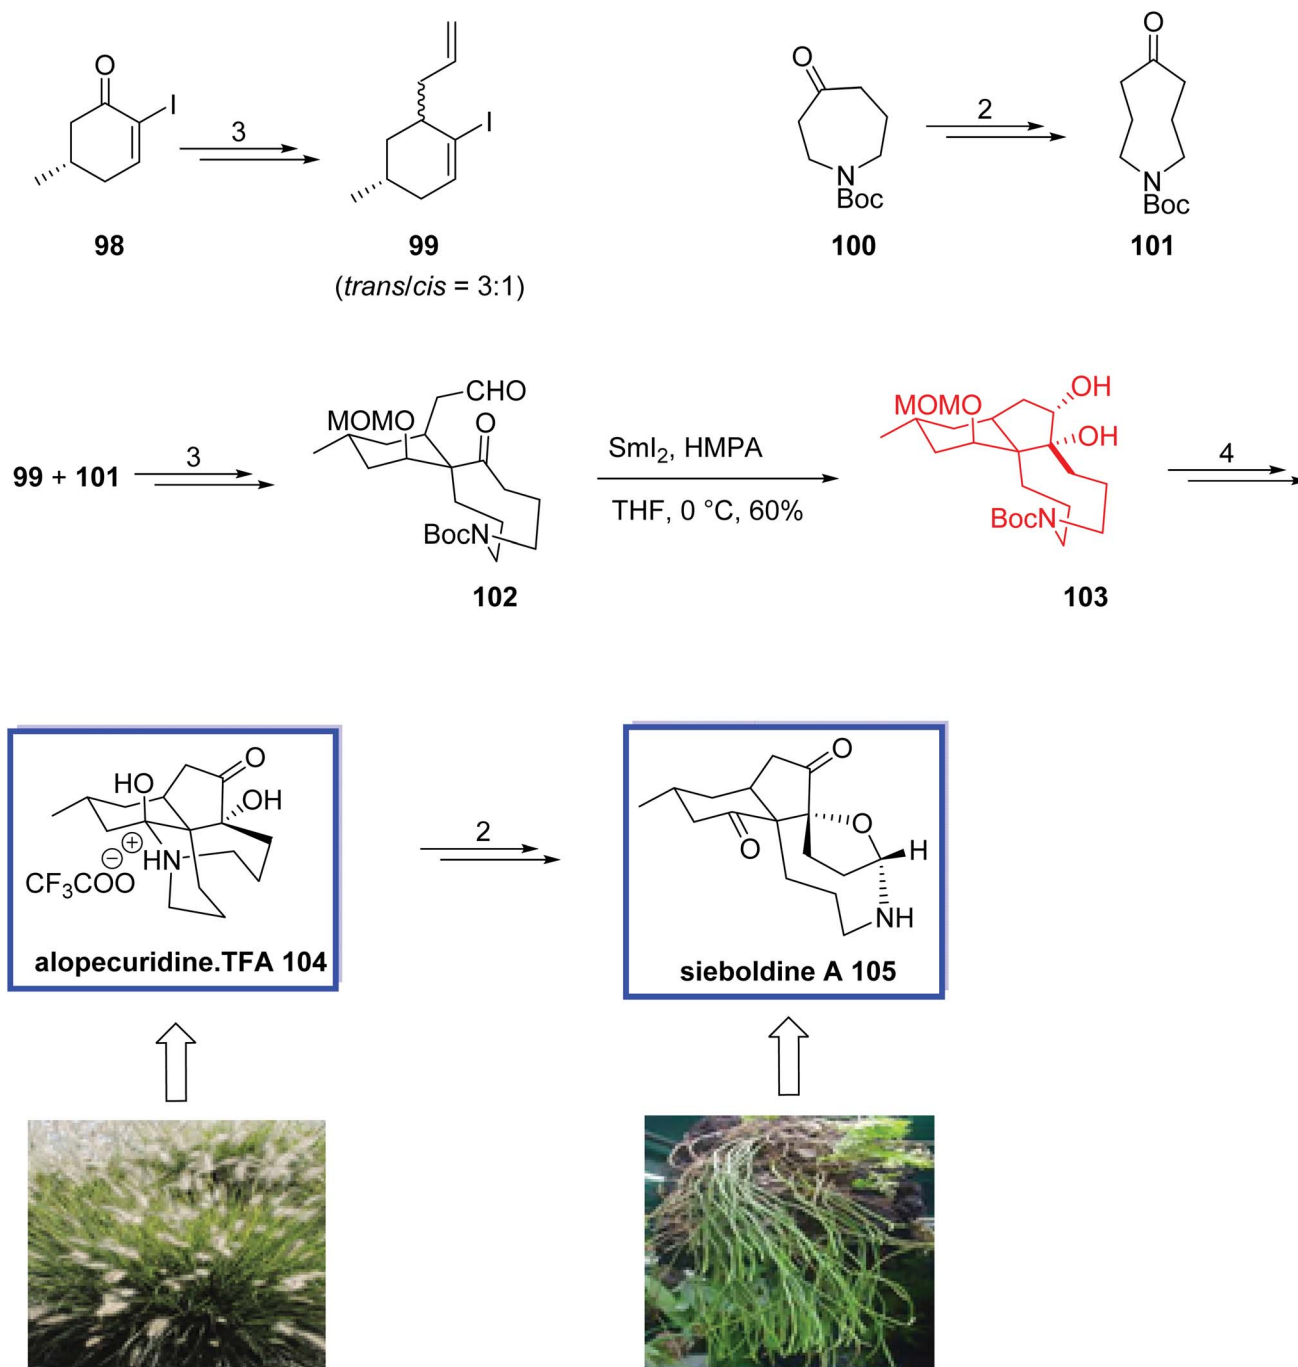 O
I
3
98
I
99
(trans/cis = 3:1)
O
N
Boc
100
2
O
N
Boc
101
99 + 101
3
CHO
MOMO
O
BocN
102
SmI2, HMPA
THF, 0 °C, 60%
OH
MOMO
OH
BocN
103
4
O
HO
OH
HN
CF3COO
alopecuridine.TFA 104
2
O
O
O
H
NH
sieboldine A 105